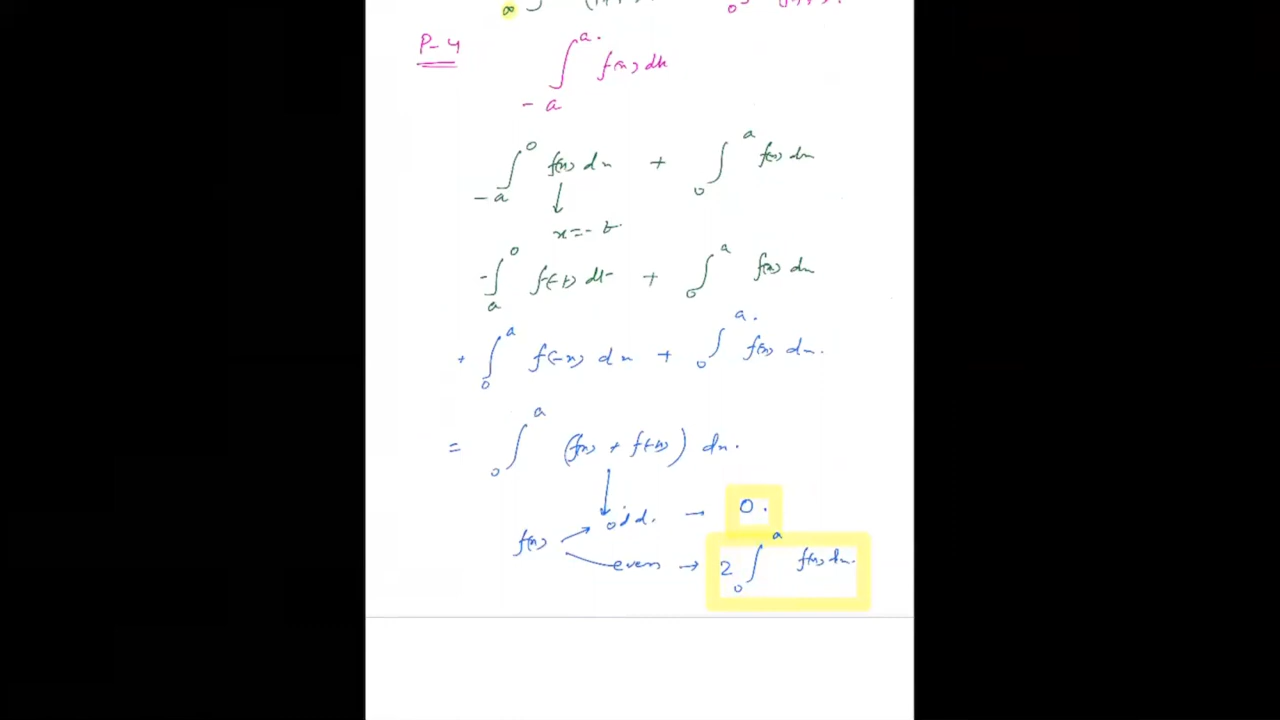 P-4 ∫_{-a}^{a} f(x) dx
∫_{-a}^{0} f(x) dx + ∫_{0}^{a} f(x) dx
x = -t
-∫_{a}^{0} f(-t) dt + ∫_{0}^{a} f(x) dx
+ ∫_{0}^{a} f(-x) dx + ∫_{0}^{a} f(x) dx.
= ∫_{0}^{a} (f(x) + f(-x)) dx.
odd. → 0.
f(x)
even → 2 ∫_{0}^{a} f(x) dx.